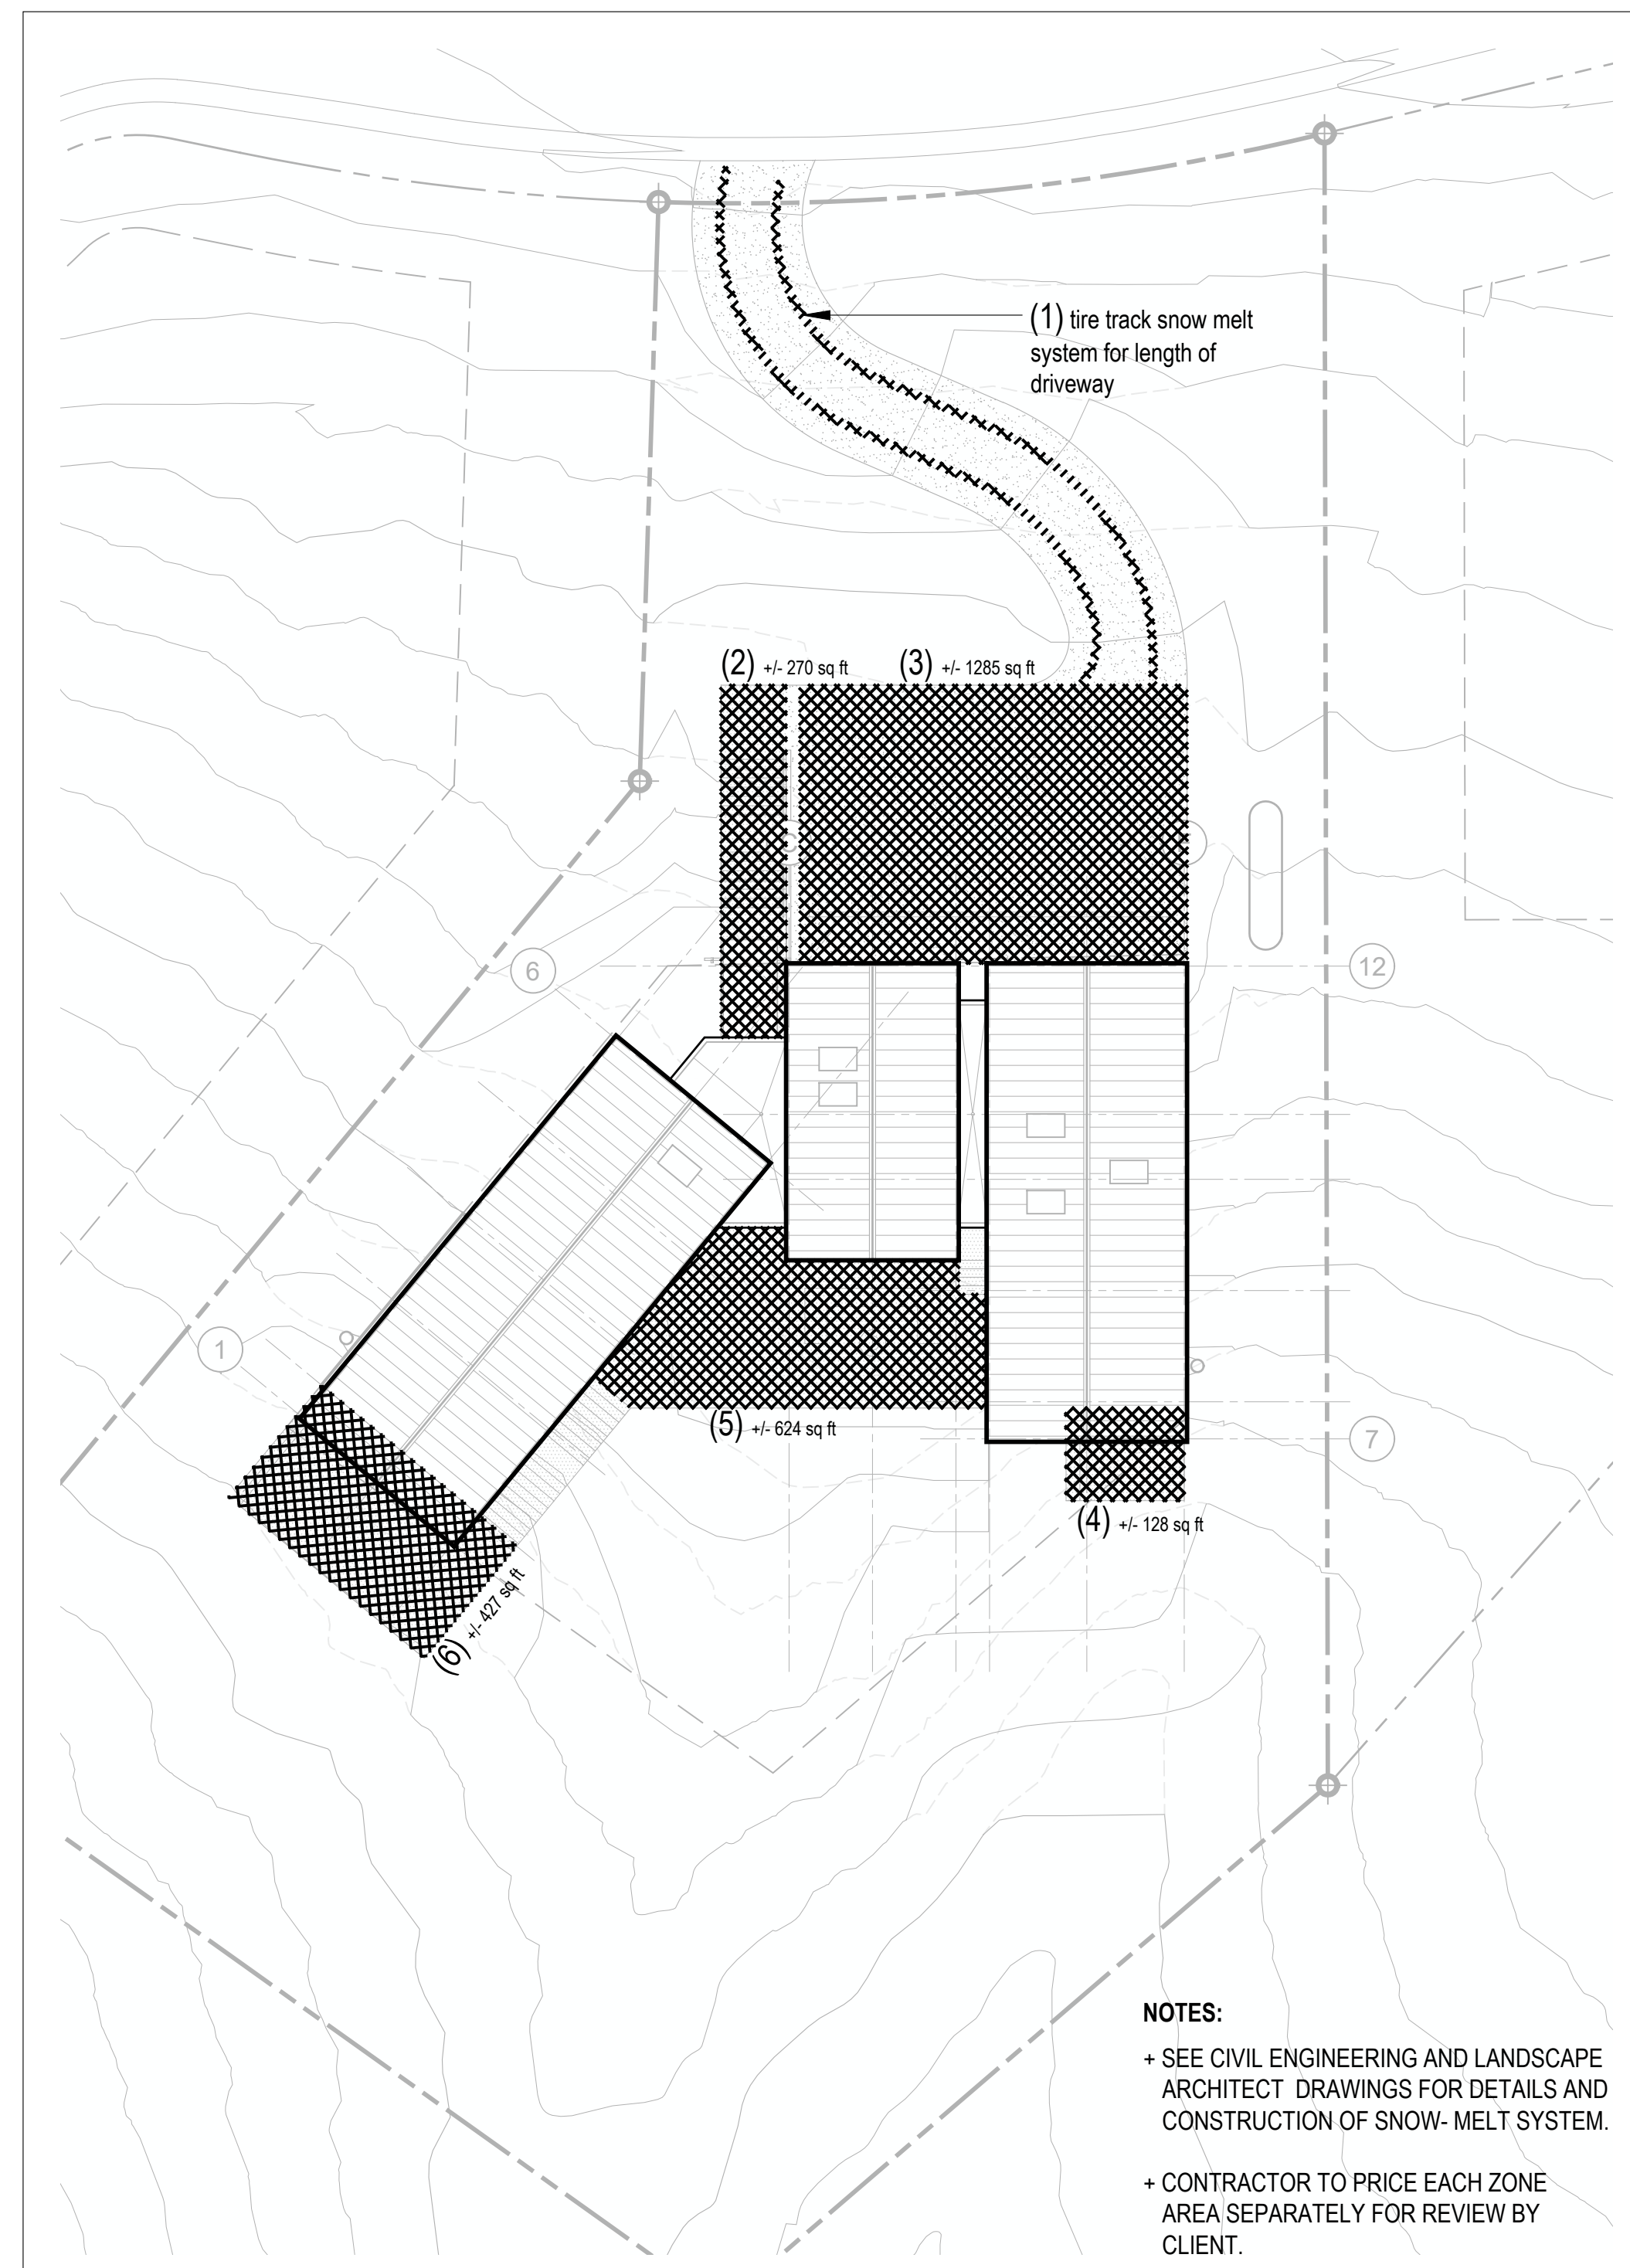 (1) tire track snow melt
system for length of
driveway
(2) +/- 270 sq ft
(3) +/- 1285 sq ft
C
6
12
1
7
(5) +/- 624 sq ft
(4) +/- 128 sq ft
(6) +/- 427 sq ft
NOTES:
+ SEE CIVIL ENGINEERING AND LANDSCAPE
ARCHITECT DRAWINGS FOR DETAILS AND
CONSTRUCTION OF SNOW- MELT SYSTEM.
+ CONTRACTOR TO PRICE EACH ZONE
AREA SEPARATELY FOR REVIEW BY
CLIENT.